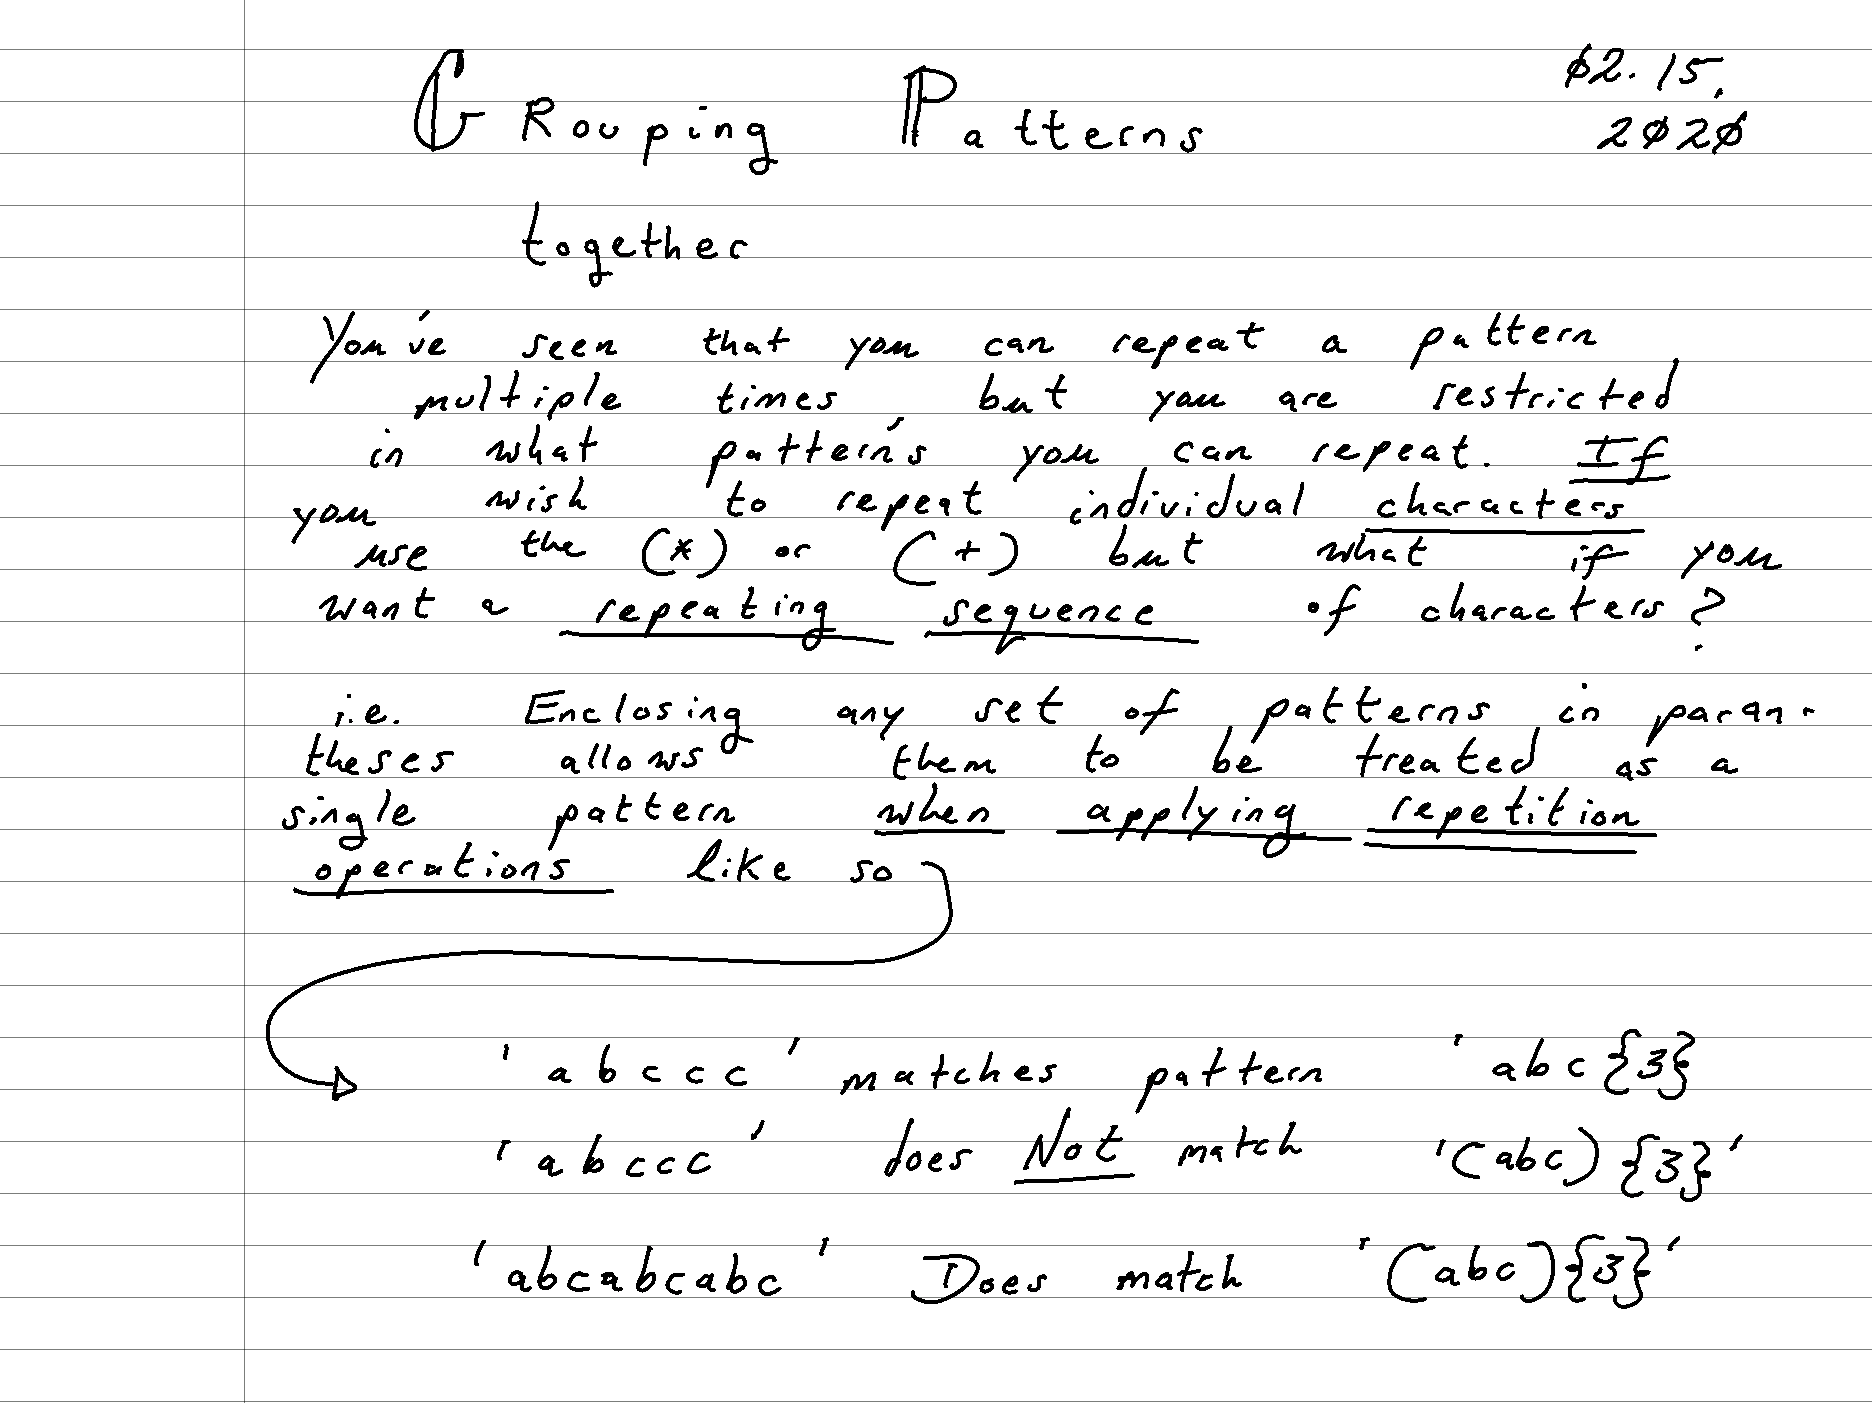 GRouping Patterns
02.15,
2020
together
You've seen that you can repeat a pattern
multiple times, but you are restricted
in what pattern's you can repeat. If
you wish to repeat individual characters
use the (*) or (+) but what if you
want a repeating sequence of characters?
i.e. Enclosing any set of patterns in paran-
theses allows them to be treated as a
single pattern when applying repetition
operations like so
'abccc' matches pattern 'abc{3}
'abccc' does Not match '(abc){3}'
'abcabcabc' Does match '(abc){3}'